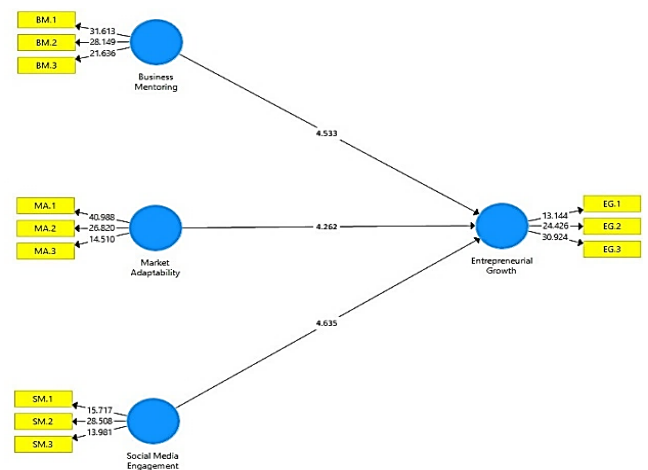 BM.1
31.613
BM.2
28.149
BM.3
21.636
Business
Mentoring
4.533
MA.1
40.988
MA.2
26.820
MA.3
14.510
Market
Adaptability
4.262
EG.1
13.144
EG.2
24.426
EG.3
30.924
Entrepreneurial
Growth
4.635
SM.1
15.717
SM.2
28.508
SM.3
13.981
Social Media
Engagement